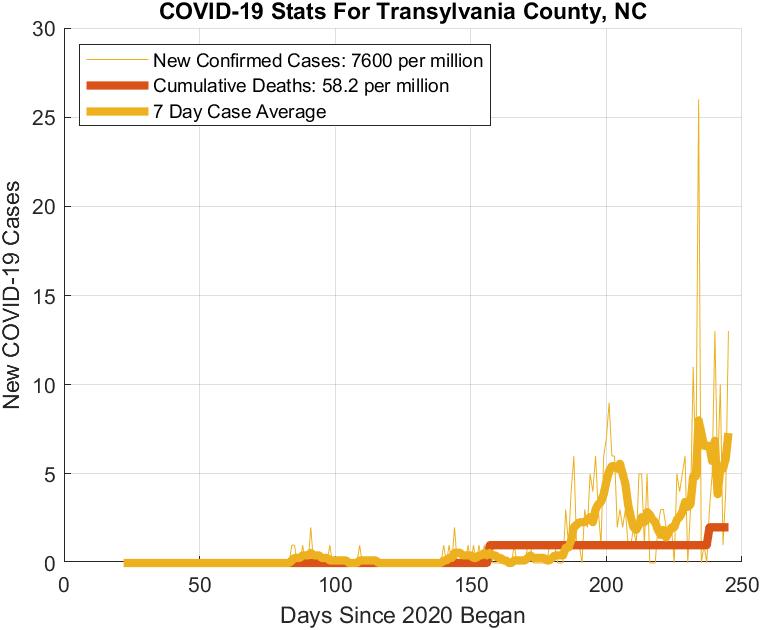 COVID-19 Stats For Transylvania County, NC
New Confirmed Cases: 7600 per million
Cumulative Deaths: 58.2 per million
7 Day Case Average
New COVID-19 Cases
30
25
20
15
10
5
0
0 50 100 150 200 250
Days Since 2020 Began